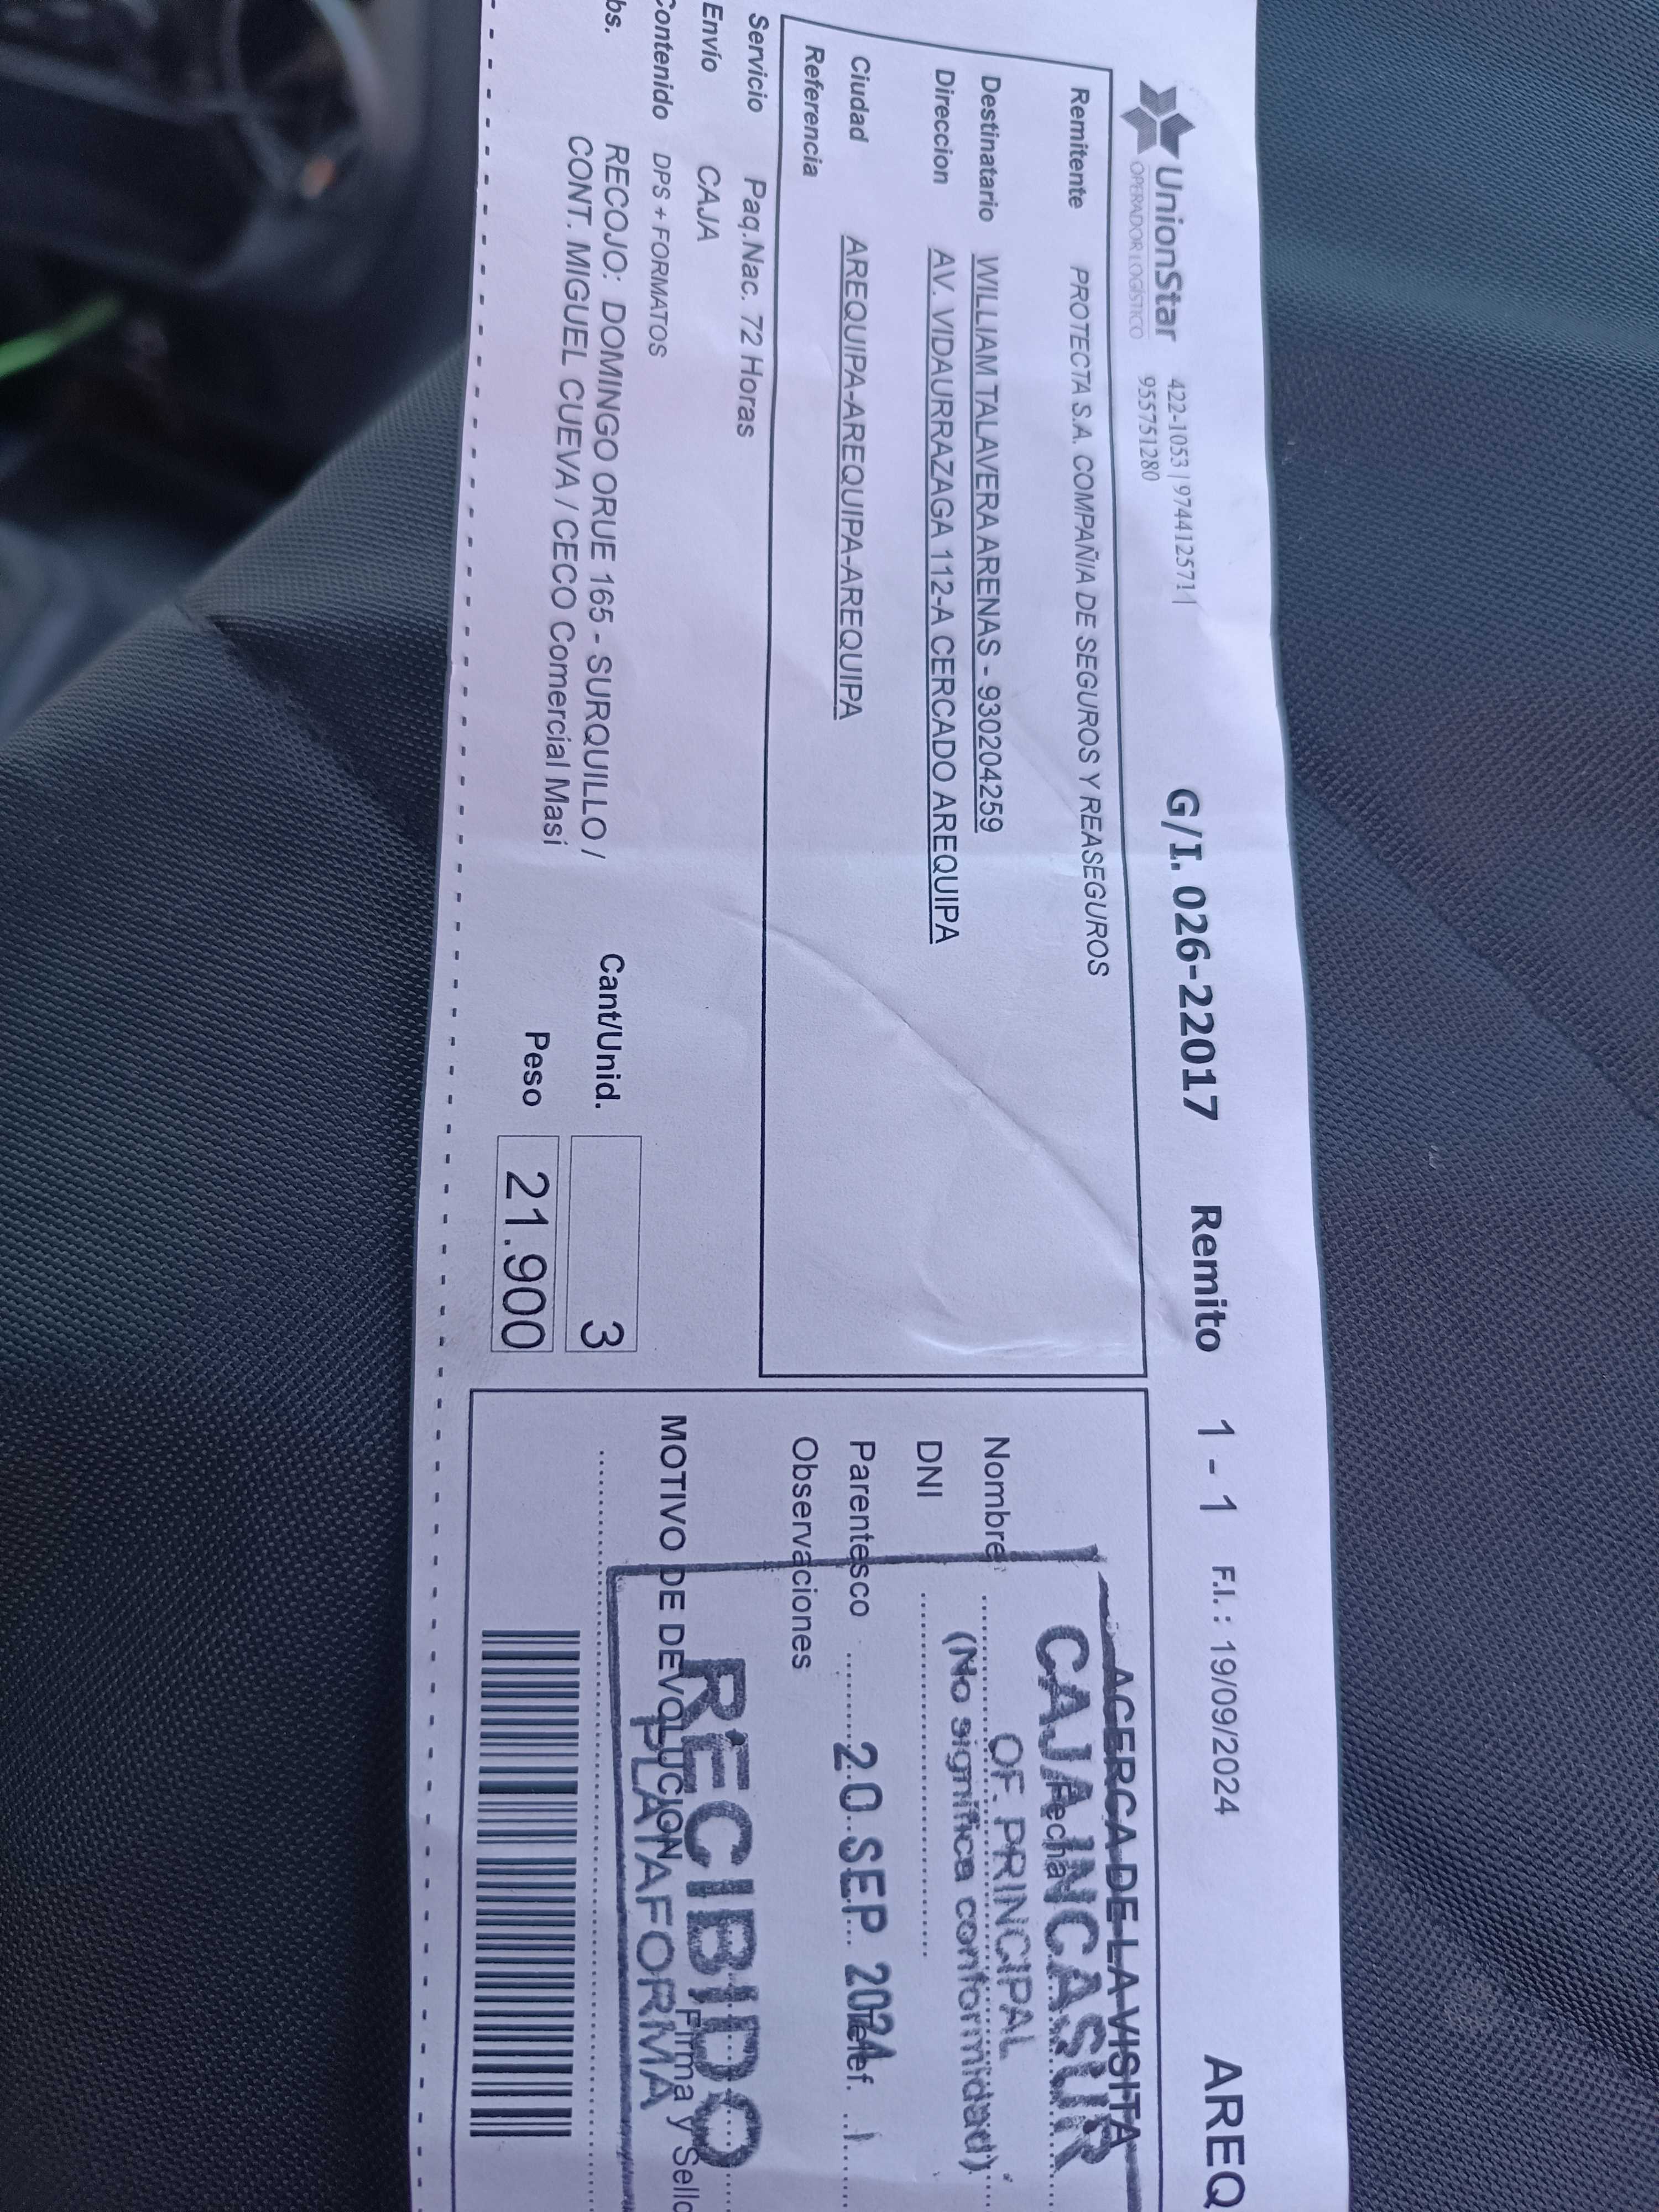 UnionStar
OPERADOR LOGÍSTICO
422-1053 | 974412571 |
955751280
G/I. 026-22017 Remito 1 - 1 F.I. : 19/09/2024 AREQ
Remitente PROTECTA S.A. COMPAÑIA DE SEGUROS Y REASEGUROS
Destinatario WILLIAM TALAVERA ARENAS - 930204259
Direccion AV. VIDAURRAZAGA 112-A CERCADO AREQUIPA
Ciudad AREQUIPA-AREQUIPA-AREQUIPA
Referencia
Servicio Paq.Nac. 72 Horas
Envío CAJA
Contenido DPS + FORMATOS
bs. RECOJO: DOMINGO ORUE 165 - SURQUILLO /
CONT. MIGUEL CUEVA / CECO Comercial Masi
Cant/Unid. 3
Peso 21.900
ACERCA DE LA VISITA
Fecha
Nombre
DNI
Parentesco
Telef.
Observaciones
MOTIVO DE DEVOLUCION
Firma y Sello
CAJA INCASUR
OF. PRINCIPAL
(No significa conformidad)
20 SEP 2024
RECIBIDO
PLATAFORMA